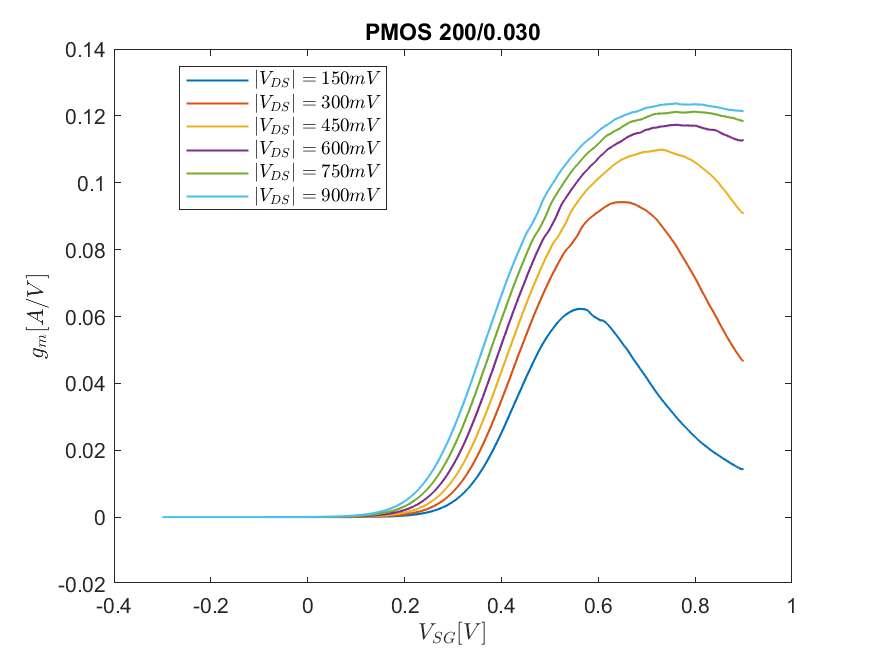 PMOS 200/0.030
|V_DS| = 150mV
|V_DS| = 300mV
|V_DS| = 450mV
|V_DS| = 600mV
|V_DS| = 750mV
|V_DS| = 900mV
0.14
0.12
0.1
0.08
0.06
0.04
0.02
0
-0.02
g_m[A/V]
-0.4
-0.2
0
0.2
0.4
0.6
0.8
1
V_SG[V]